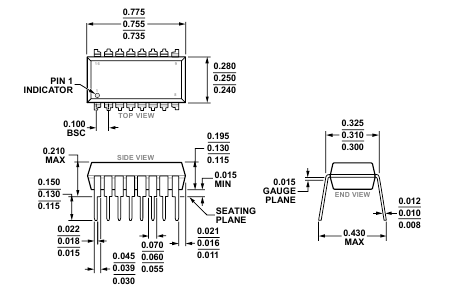 0.775
0.755
0.735
0.280
0.250
0.240
PIN 1
INDICATOR
TOP VIEW
0.100
BSC
0.210
MAX
SIDE VIEW
0.195
0.130
0.115
0.015
MIN
0.150
0.130
0.115
SEATING
PLANE
0.022
0.018
0.015
0.045
0.039
0.030
0.070
0.060
0.055
0.021
0.016
0.011
0.325
0.310
0.300
0.015
GAUGE
PLANE
END VIEW
0.012
0.010
0.008
0.430
MAX